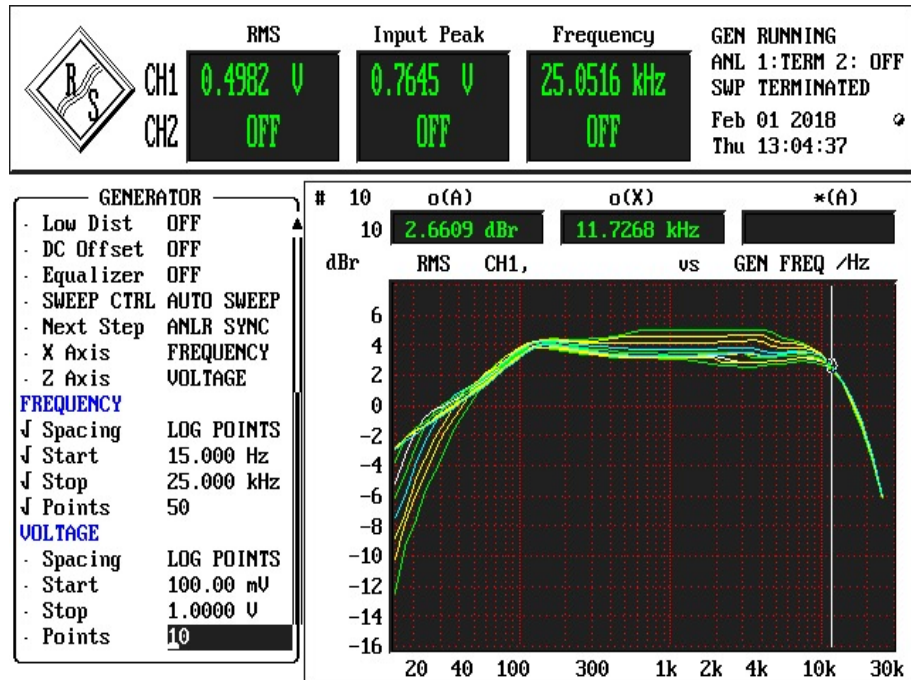 RMS Input Peak Frequency
R S CH1 0.4982 V 0.7645 V 25.0516 kHz
CH2 OFF OFF OFF
GEN RUNNING
ANL 1:TERM 2: OFF
SWP TERMINATED
Feb 01 2018
Thu 13:04:37
GENERATOR
· Low Dist OFF
· DC Offset OFF
· Equalizer OFF
· SWEEP CTRL AUTO SWEEP
· Next Step ANLR SYNC
· X Axis FREQUENCY
· Z Axis VOLTAGE
FREQUENCY
√ Spacing LOG POINTS
√ Start 15.000 Hz
√ Stop 25.000 kHz
√ Points 50
VOLTAGE
· Spacing LOG POINTS
· Start 100.00 mV
· Stop 1.0000 V
· Points 10
# 10 o(A) o(X) *(A)
10 2.6609 dBr 11.7268 kHz
dBr RMS CH1, vs GEN FREQ /Hz
6
4
2
0
-2
-4
-6
-8
-10
-12
-14
-16
20 40 100 300 1k 2k 4k 10k 30k